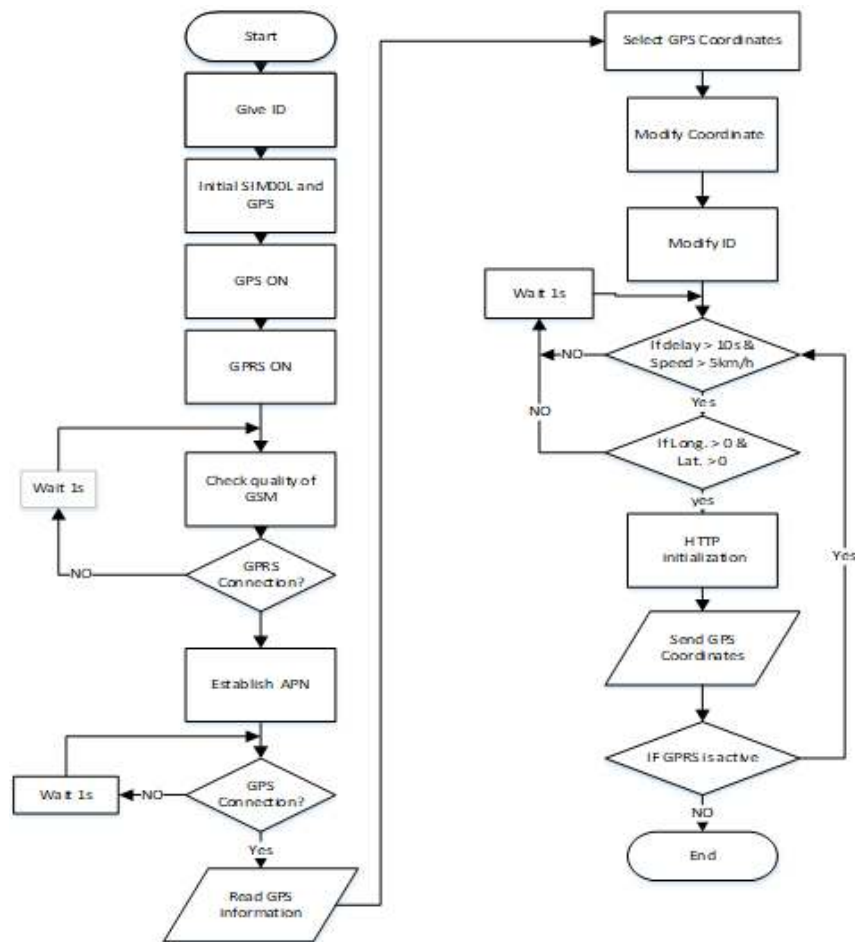 Start
Give ID
Initial SIM00L and
GPS
GPS ON
GPRS ON
Wait 1s
Check quality of
GSM
NO
GPRS
Connection?
Establish APN
Wait 1s
NO
GPS
Connection?
Yes
Read GPS
information
Select GPS Coordinates
Modify Coordinate
Modify ID
Wait 1s
NO
If delay > 10s &
Speed > 5km/h
Yes
NO
If Long. > 0 &
Lat. > 0
yes
HTTP
initialization
Yes
Send GPS
Coordinates
IF GPRS is active
NO
End